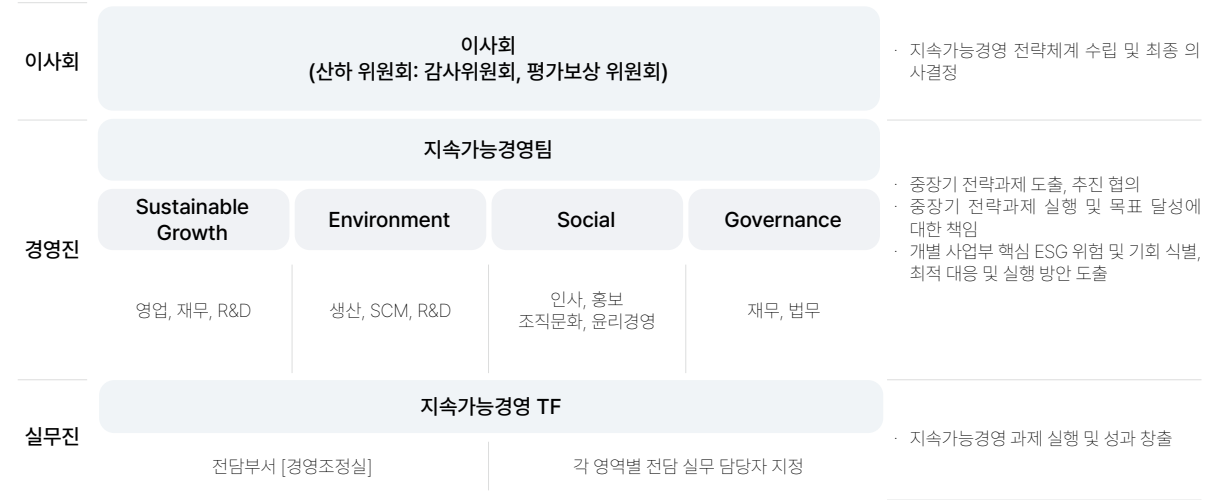 이사회
이사회
(산하 위원회: 감사위원회, 평가보상 위원회)
· 지속가능경영 전략체계 수립 및 최종 의
사결정
경영진
지속가능경영팀
Sustainable
Growth
Environment
Social
Governance
영업, 재무, R&D
생산, SCM, R&D
인사, 홍보
조직문화, 윤리경영
재무, 법무
· 중장기 전략과제 도출, 추진 협의
· 중장기 전략과제 실행 및 목표 달성에
대한 책임
· 개별 사업부 핵심 ESG 위험 및 기회 식별,
최적 대응 및 실행 방안 도출
실무진
지속가능경영 TF
전담부서 [경영조정실]
각 영역별 전담 실무 담당자 지정
· 지속가능경영 과제 실행 및 성과 창출